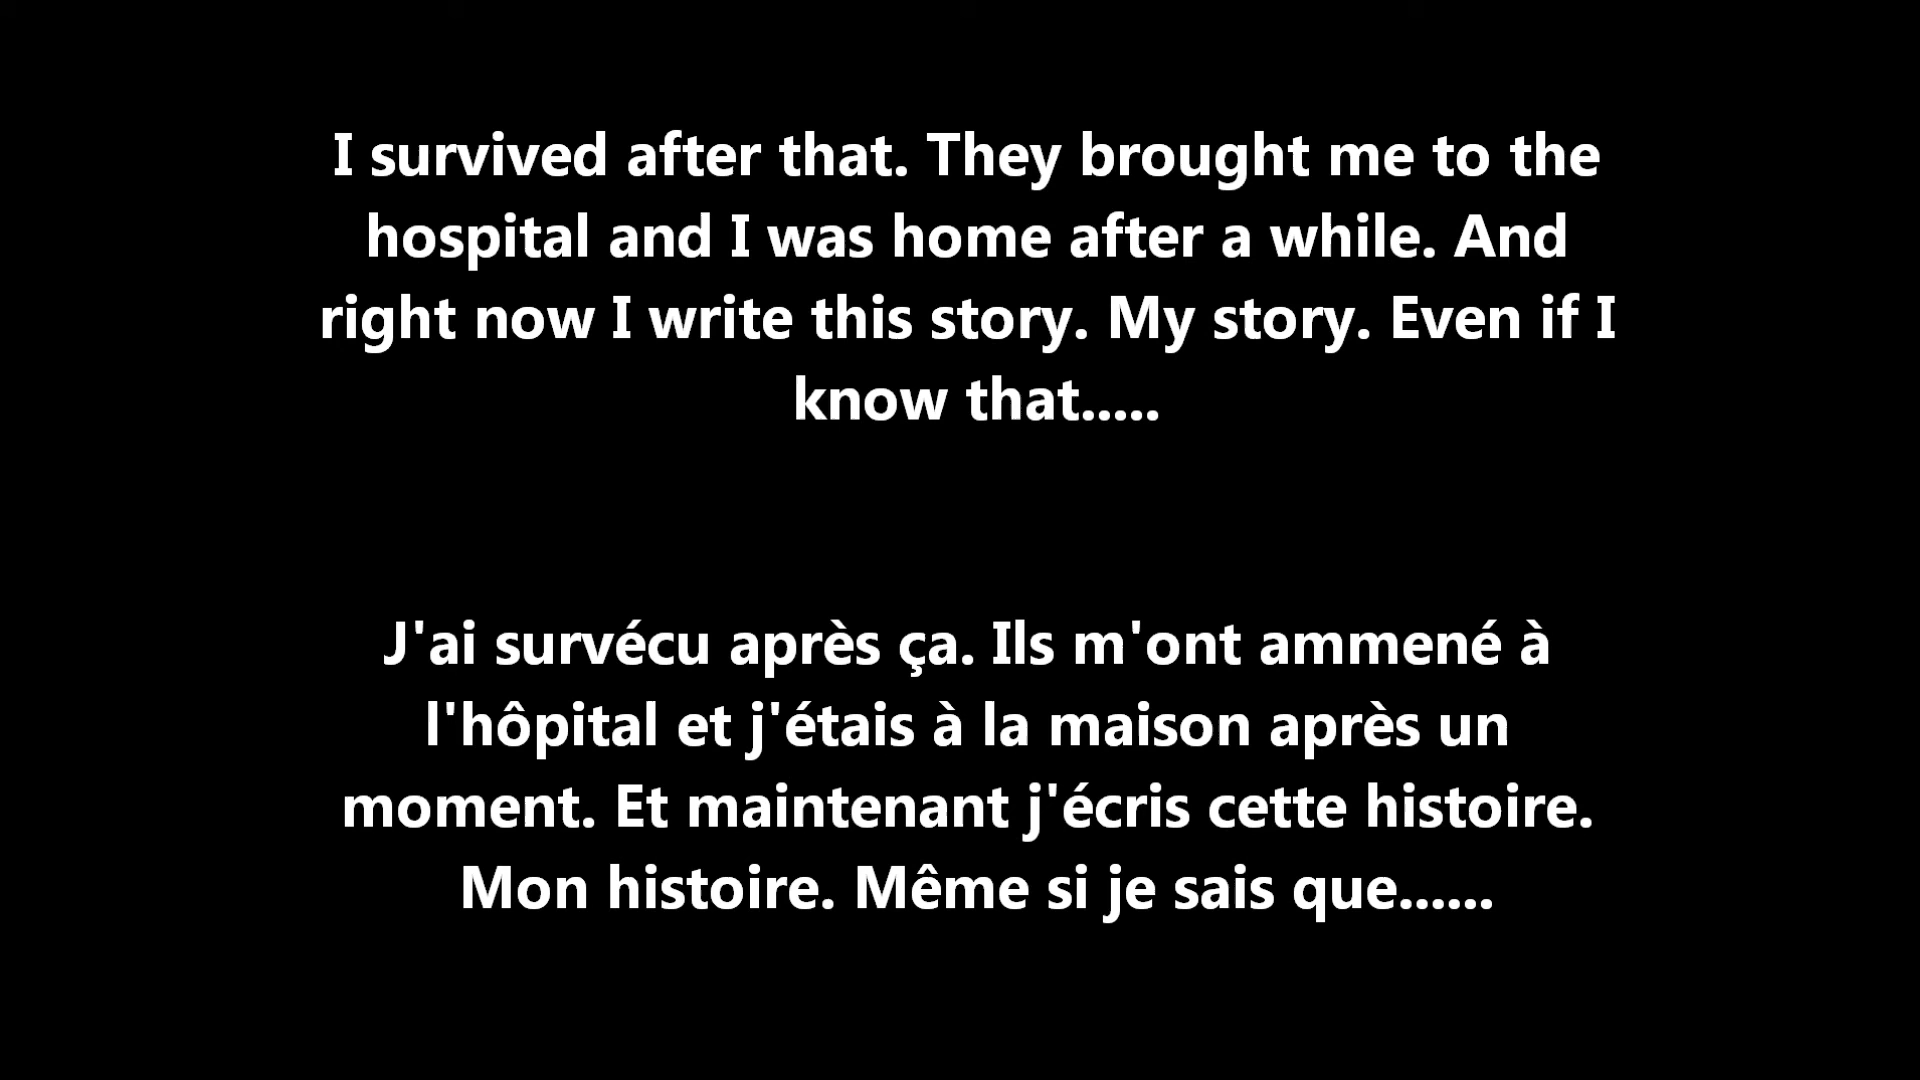 I survived after that. They brought me to the
hospital and I was home after a while. And
right now I write this story. My story. Even if I
know that.....
J'ai survécu après ça. Ils m'ont ammené à
l'hôpital et j'étais à la maison après un
moment. Et maintenant j'écris cette histoire.
Mon histoire. Même si je sais que......